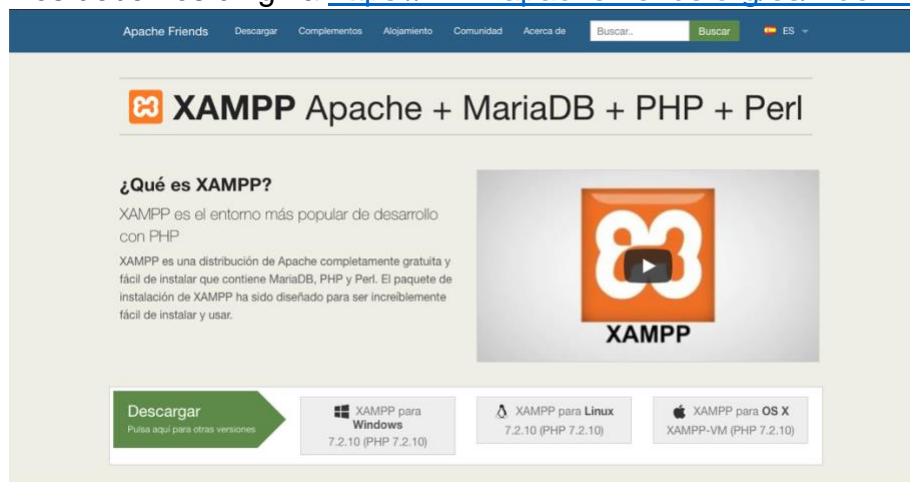 Apache Friends Descargar Complementos Alojamiento Comunidad Acerca de Buscar.. Buscar ES
XAMPP Apache + MariaDB + PHP + Perl
¿Qué es XAMPP?
XAMPP es el entorno más popular de desarrollo
con PHP
XAMPP es una distribución de Apache completamente gratuita y
fácil de instalar que contiene MariaDB, PHP y Perl. El paquete de
instalación de XAMPP ha sido diseñado para ser increíblemente
fácil de instalar y usar.
XAMPP
Descargar
Pulsa aquí para otras versiones
XAMPP para
Windows
7.2.10 (PHP 7.2.10)
XAMPP para Linux
7.2.10 (PHP 7.2.10)
XAMPP para OS X
XAMPP-VM (PHP 7.2.10)